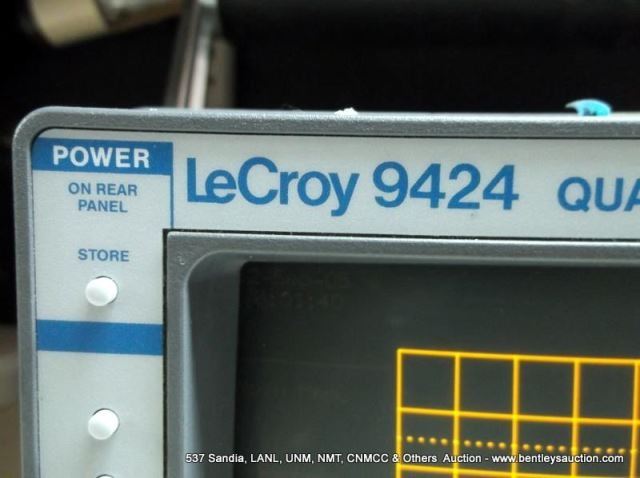 POWER
LeCroy 9424 QUA
ON REAR
PANEL
STORE
537 Sandia, LANL, UNM, NMT, CNMCC & Others Auction - www.bentleysauction.com